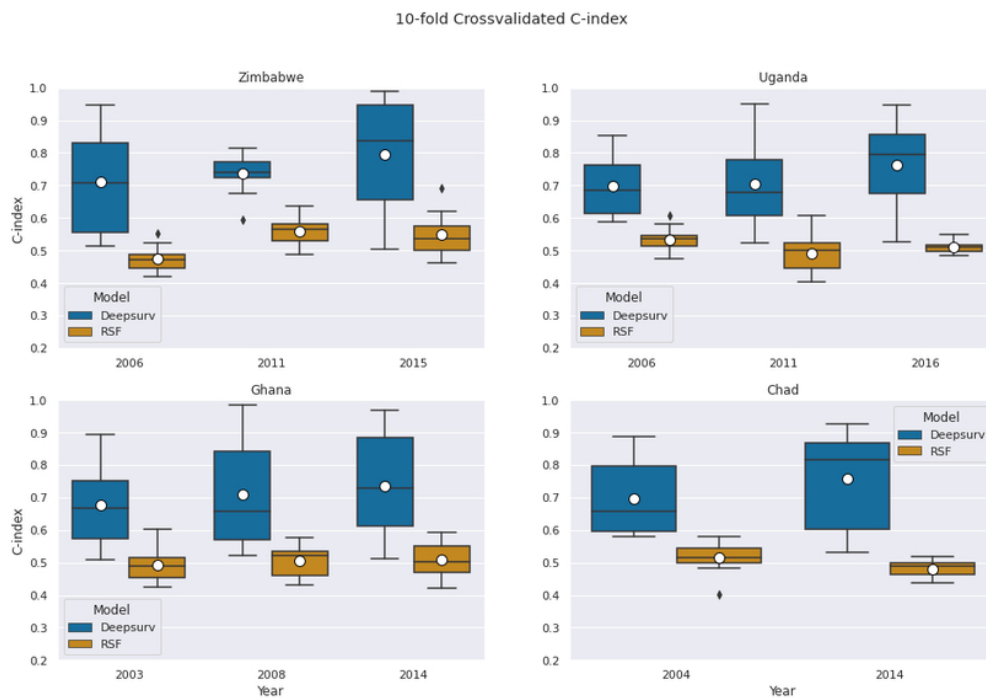 10-fold Crossvalidated C-index
Zimbabwe
C-index
1.0
0.9
0.8
0.7
0.6
0.5
0.4
0.3
0.2
Model
Deepsurv
RSF
2006
2011
2015
Uganda
1.0
0.9
0.8
0.7
0.6
0.5
0.4
0.3
0.2
Model
Deepsurv
RSF
2006
2011
2016
Ghana
C-index
1.0
0.9
0.8
0.7
0.6
0.5
0.4
0.3
0.2
Model
Deepsurv
RSF
2003
2008
2014
Year
Chad
1.0
0.9
0.8
0.7
0.6
0.5
0.4
0.3
0.2
Model
Deepsurv
RSF
2004
2014
Year